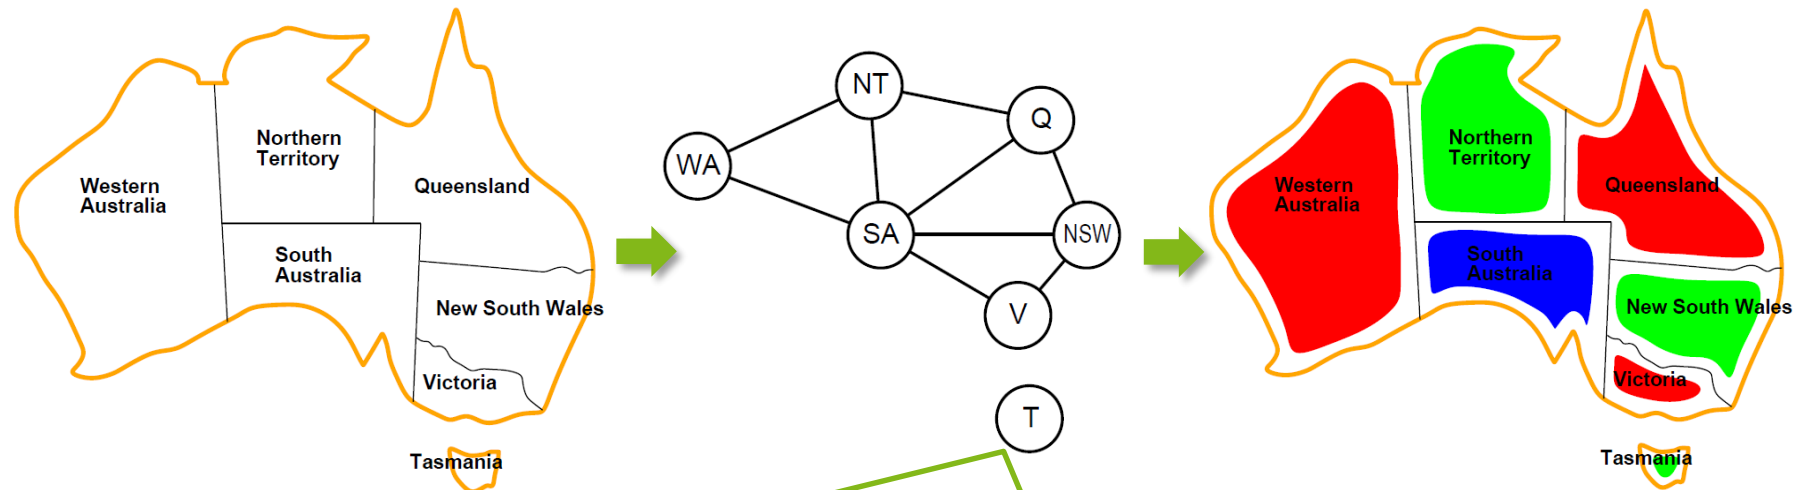 Western
Australia
Northern
Territory
Queensland
South
Australia
New South Wales
Victoria
Tasmania
NT
Q
WA
SA
NSW
V
T
Northern
Territory
Western
Australia
Queensland
South
Australia
New South Wales
Victoria
Tasmania